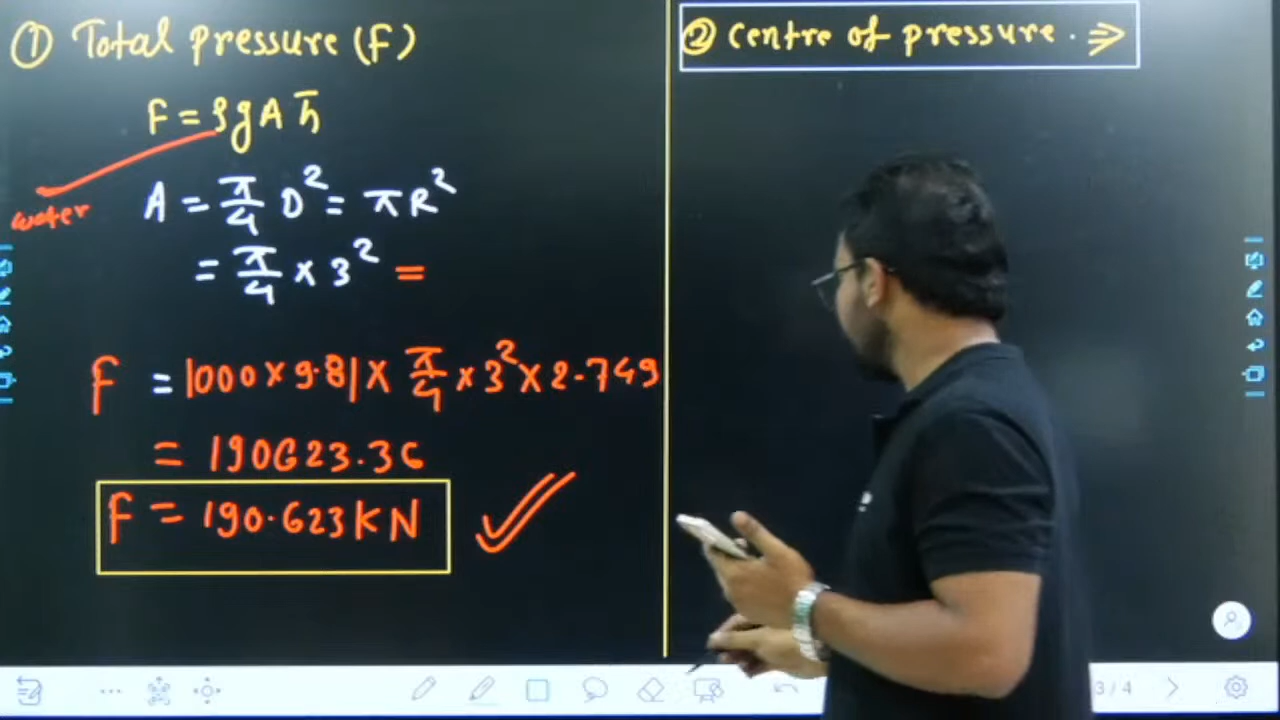 ① Total pressure (F)
F = ρgA h̄
water
A = π/4 D² = πR²
= π/4 × 3² =
F = 1000 × 9.81 × π/4 × 3² × 2.749
= 190623.36
F = 190.623 KN
② Centre of pressure . ⇒
3 / 4